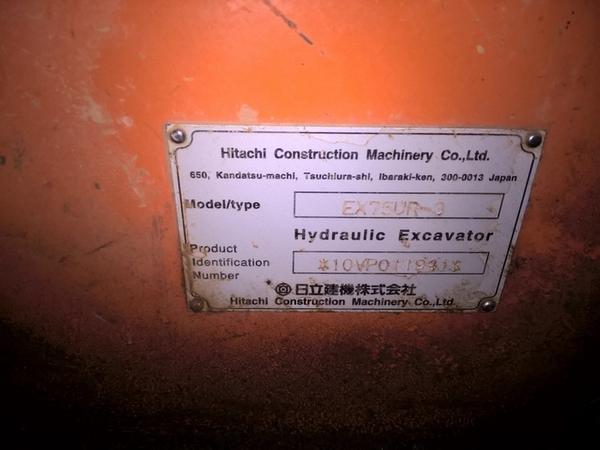 Hitachi Construction Machinery Co.,Ltd.
650, Kandatsu-machi, Tsuchiura-shi, Ibaraki-ken, 300-0013 Japan
Model/type EX75UR-3
Hydraulic Excavator
Product
Identification
Number
日立建機株式会社
Hitachi Construction Machinery Co.,Ltd.